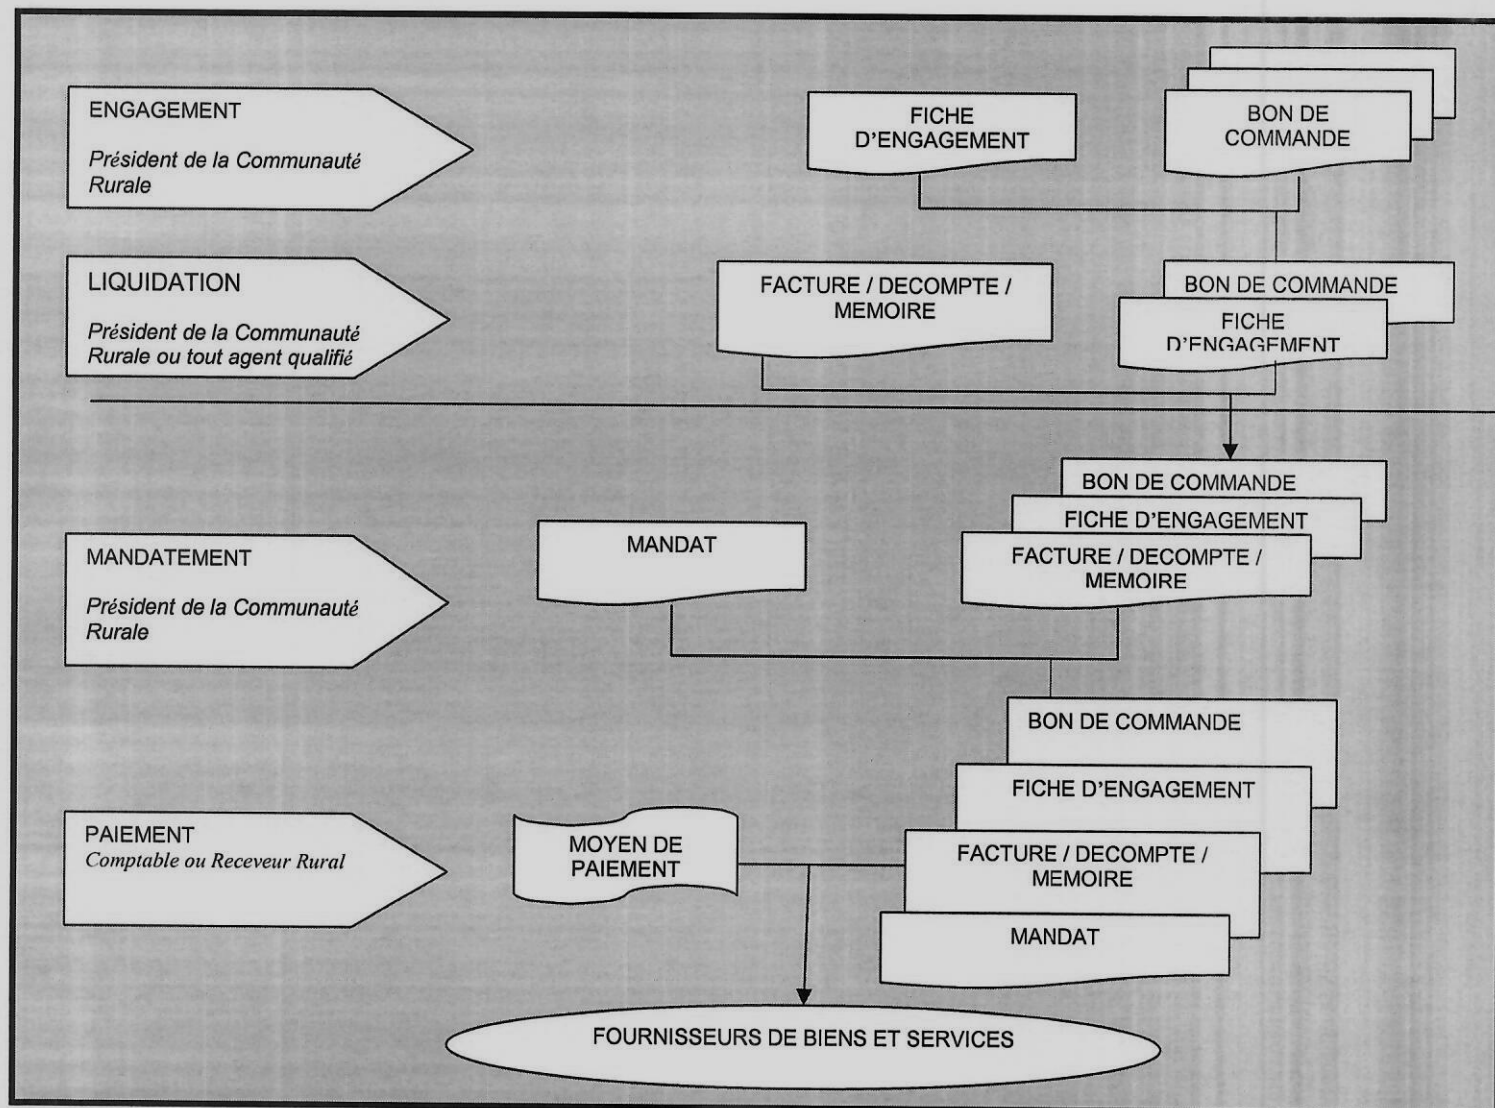 ENGAGEMENT
Président de la Communauté
Rurale
FICHE
D'ENGAGEMENT
BON DE
COMMANDE
LIQUIDATION
Président de la Communauté
Rurale ou tout agent qualifié
FACTURE / DECOMPTE /
MEMOIRE
BON DE COMMANDE
FICHE
D'ENGAGEMENT
MANDATEMENT
Président de la Communauté
Rurale
MANDAT
BON DE COMMANDE
FICHE D'ENGAGEMENT
FACTURE / DECOMPTE /
MEMOIRE
PAIEMENT
Comptable ou Receveur Rural
MOYEN DE
PAIEMENT
BON DE COMMANDE
FICHE D'ENGAGEMENT
FACTURE / DECOMPTE /
MEMOIRE
MANDAT
FOURNISSEURS DE BIENS ET SERVICES